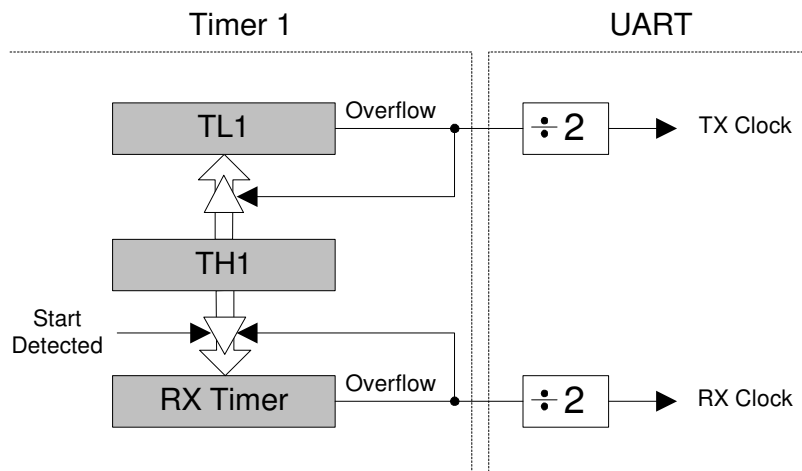 Timer 1
UART
TL1
Overflow
÷ 2
TX Clock
TH1
Start
Detected
RX Timer
Overflow
÷ 2
RX Clock